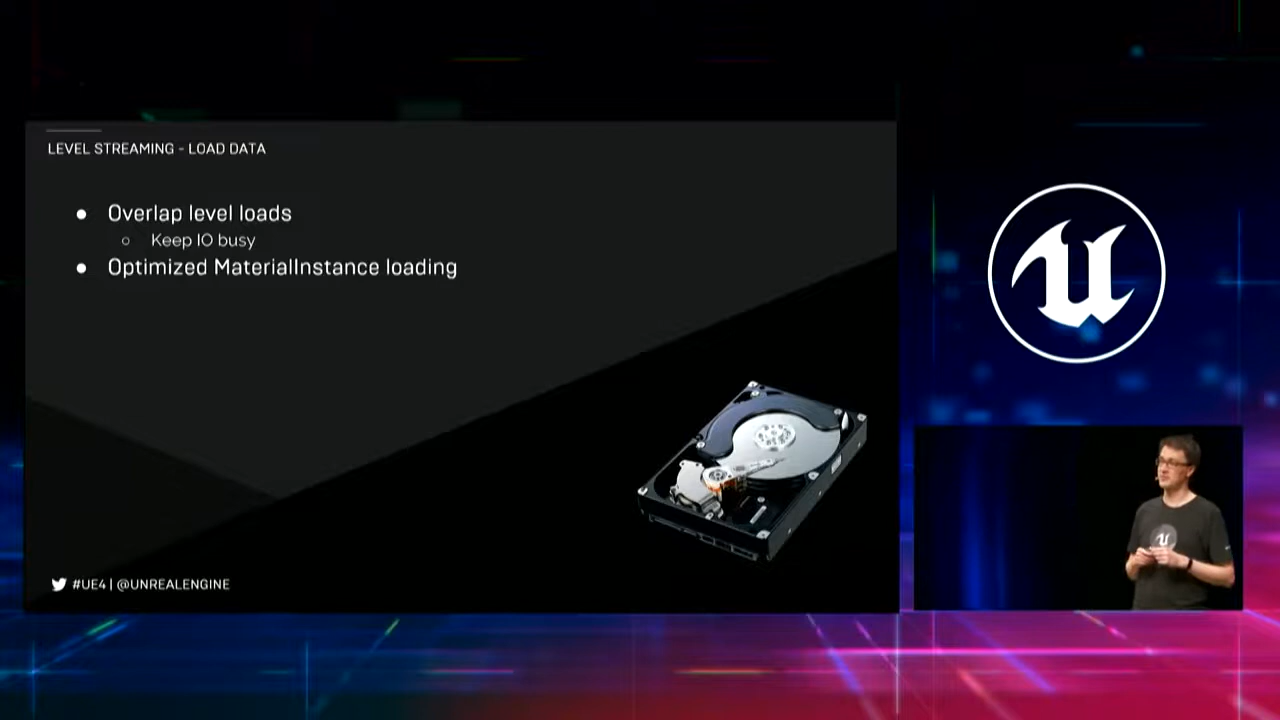 LEVEL STREAMING - LOAD DATA
● Overlap level loads
○ Keep IO busy
● Optimized MaterialInstance loading
#UE4 | @UNREALENGINE